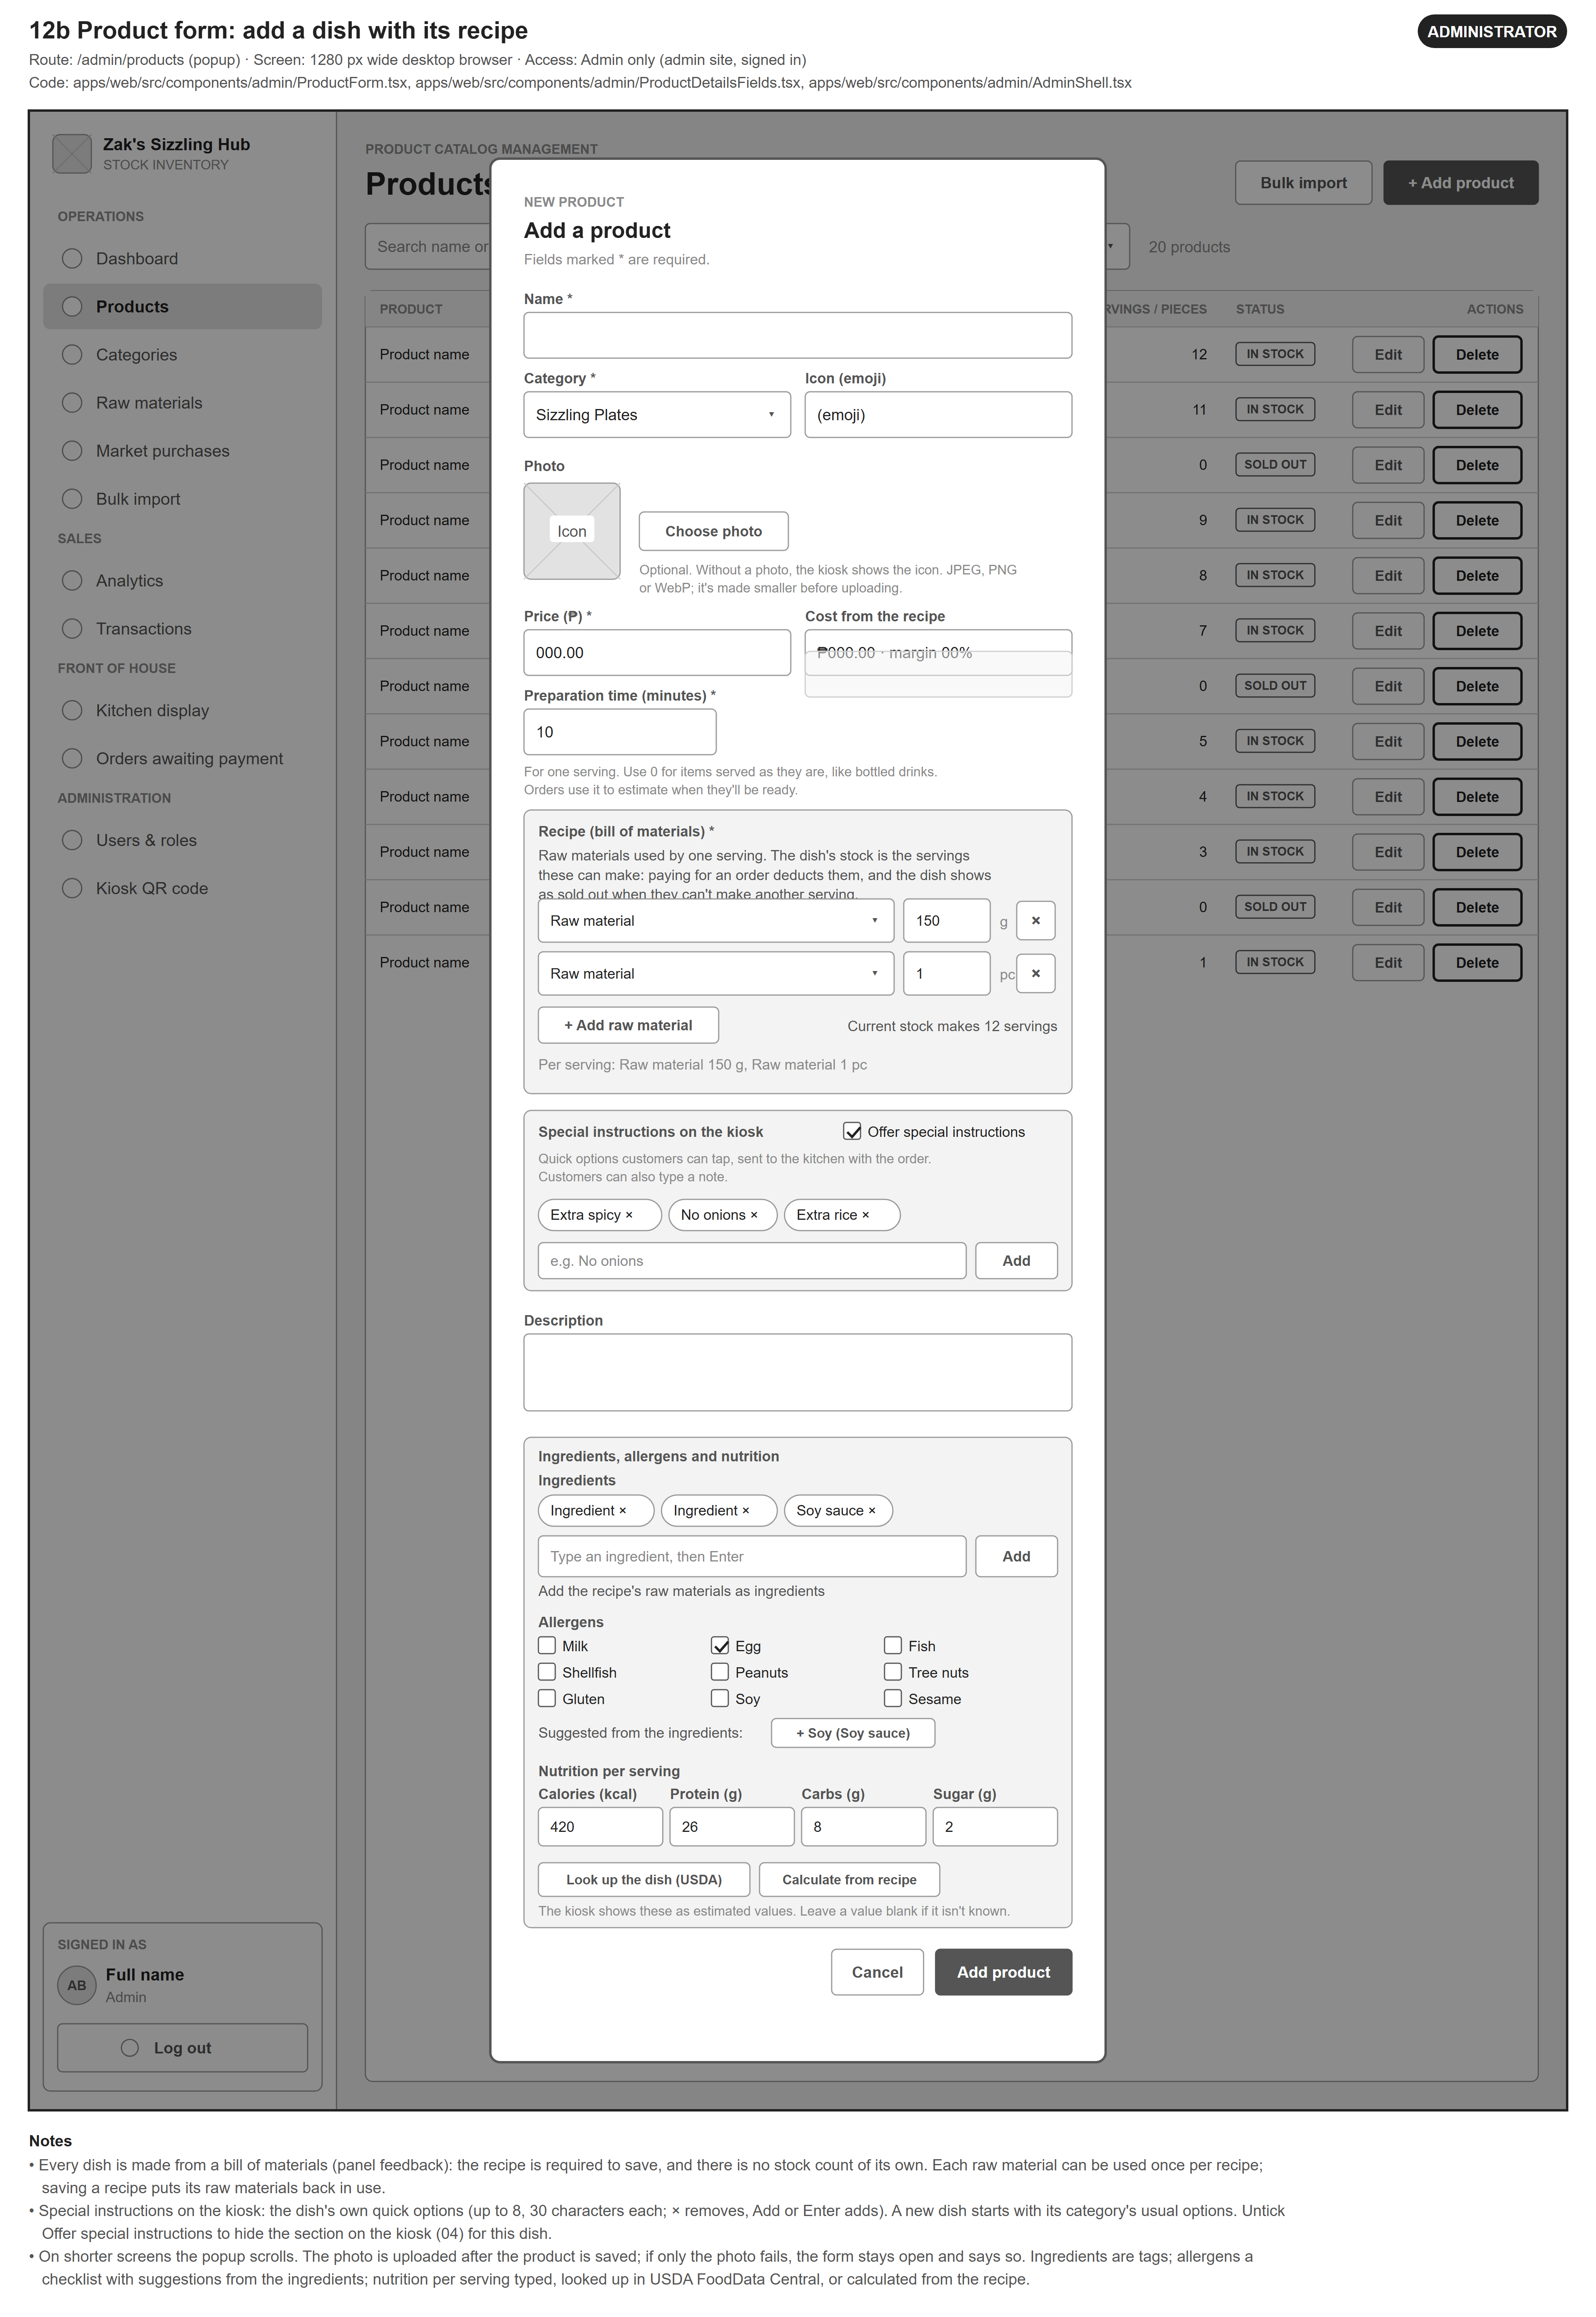 12b Product form: add a dish with its recipe
ADMINISTRATOR
Route: /admin/products (popup) · Screen: 1280 px wide desktop browser · Access: Admin only (admin site, signed in)
Code: apps/web/src/components/admin/ProductForm.tsx, apps/web/src/components/admin/ProductDetailsFields.tsx, apps/web/src/components/admin/AdminShell.tsx
Zak's Sizzling Hub
STOCK INVENTORY
OPERATIONS
Dashboard
Products
Categories
Raw materials
Market purchases
Bulk import
SALES
Analytics
Transactions
FRONT OF HOUSE
Kitchen display
Orders awaiting payment
ADMINISTRATION
Users & roles
Kiosk QR code
SIGNED IN AS
AB
Full name
Admin
Log out
PRODUCT CATALOG MANAGEMENT
Products
Bulk import
+ Add product
Search name or
20 products
PRODUCT
RVINGS / PIECES
STATUS
ACTIONS
Product name 12 IN STOCK Edit Delete
Product name 11 IN STOCK Edit Delete
Product name 0 SOLD OUT Edit Delete
Product name 9 IN STOCK Edit Delete
Product name 8 IN STOCK Edit Delete
Product name 7 IN STOCK Edit Delete
Product name 0 SOLD OUT Edit Delete
Product name 5 IN STOCK Edit Delete
Product name 4 IN STOCK Edit Delete
Product name 3 IN STOCK Edit Delete
Product name 0 SOLD OUT Edit Delete
Product name 1 IN STOCK Edit Delete
NEW PRODUCT
Add a product
Fields marked * are required.
Name *
Category *
Icon (emoji)
Sizzling Plates
(emoji)
Photo
Icon
Choose photo
Optional. Without a photo, the kiosk shows the icon. JPEG, PNG
or WebP; it's made smaller before uploading.
Price (₱) *
Cost from the recipe
000.00
₱000.00 · margin 00%
Preparation time (minutes) *
10
For one serving. Use 0 for items served as they are, like bottled drinks.
Orders use it to estimate when they'll be ready.
Recipe (bill of materials) *
Raw materials used by one serving. The dish's stock is the servings
these can make: paying for an order deducts them, and the dish shows
as sold out when they can't make another serving.
Raw material 150 g ×
Raw material 1 pc ×
+ Add raw material
Current stock makes 12 servings
Per serving: Raw material 150 g, Raw material 1 pc
Special instructions on the kiosk
Offer special instructions
Quick options customers can tap, sent to the kitchen with the order.
Customers can also type a note.
Extra spicy × No onions × Extra rice ×
e.g. No onions
Add
Description
Ingredients, allergens and nutrition
Ingredients
Ingredient × Ingredient × Soy sauce ×
Type an ingredient, then Enter
Add
Add the recipe's raw materials as ingredients
Allergens
Milk Egg Fish
Shellfish Peanuts Tree nuts
Gluten Soy Sesame
Suggested from the ingredients:
+ Soy (Soy sauce)
Nutrition per serving
Calories (kcal) Protein (g) Carbs (g) Sugar (g)
420 26 8 2
Look up the dish (USDA)
Calculate from recipe
The kiosk shows these as estimated values. Leave a value blank if it isn't known.
Cancel
Add product
Notes
• Every dish is made from a bill of materials (panel feedback): the recipe is required to save, and there is no stock count of its own. Each raw material can be used once per recipe;
saving a recipe puts its raw materials back in use.
• Special instructions on the kiosk: the dish's own quick options (up to 8, 30 characters each; × removes, Add or Enter adds). A new dish starts with its category's usual options. Untick
Offer special instructions to hide the section on the kiosk (04) for this dish.
• On shorter screens the popup scrolls. The photo is uploaded after the product is saved; if only the photo fails, the form stays open and says so. Ingredients are tags; allergens a
checklist with suggestions from the ingredients; nutrition per serving typed, looked up in USDA FoodData Central, or calculated from the recipe.